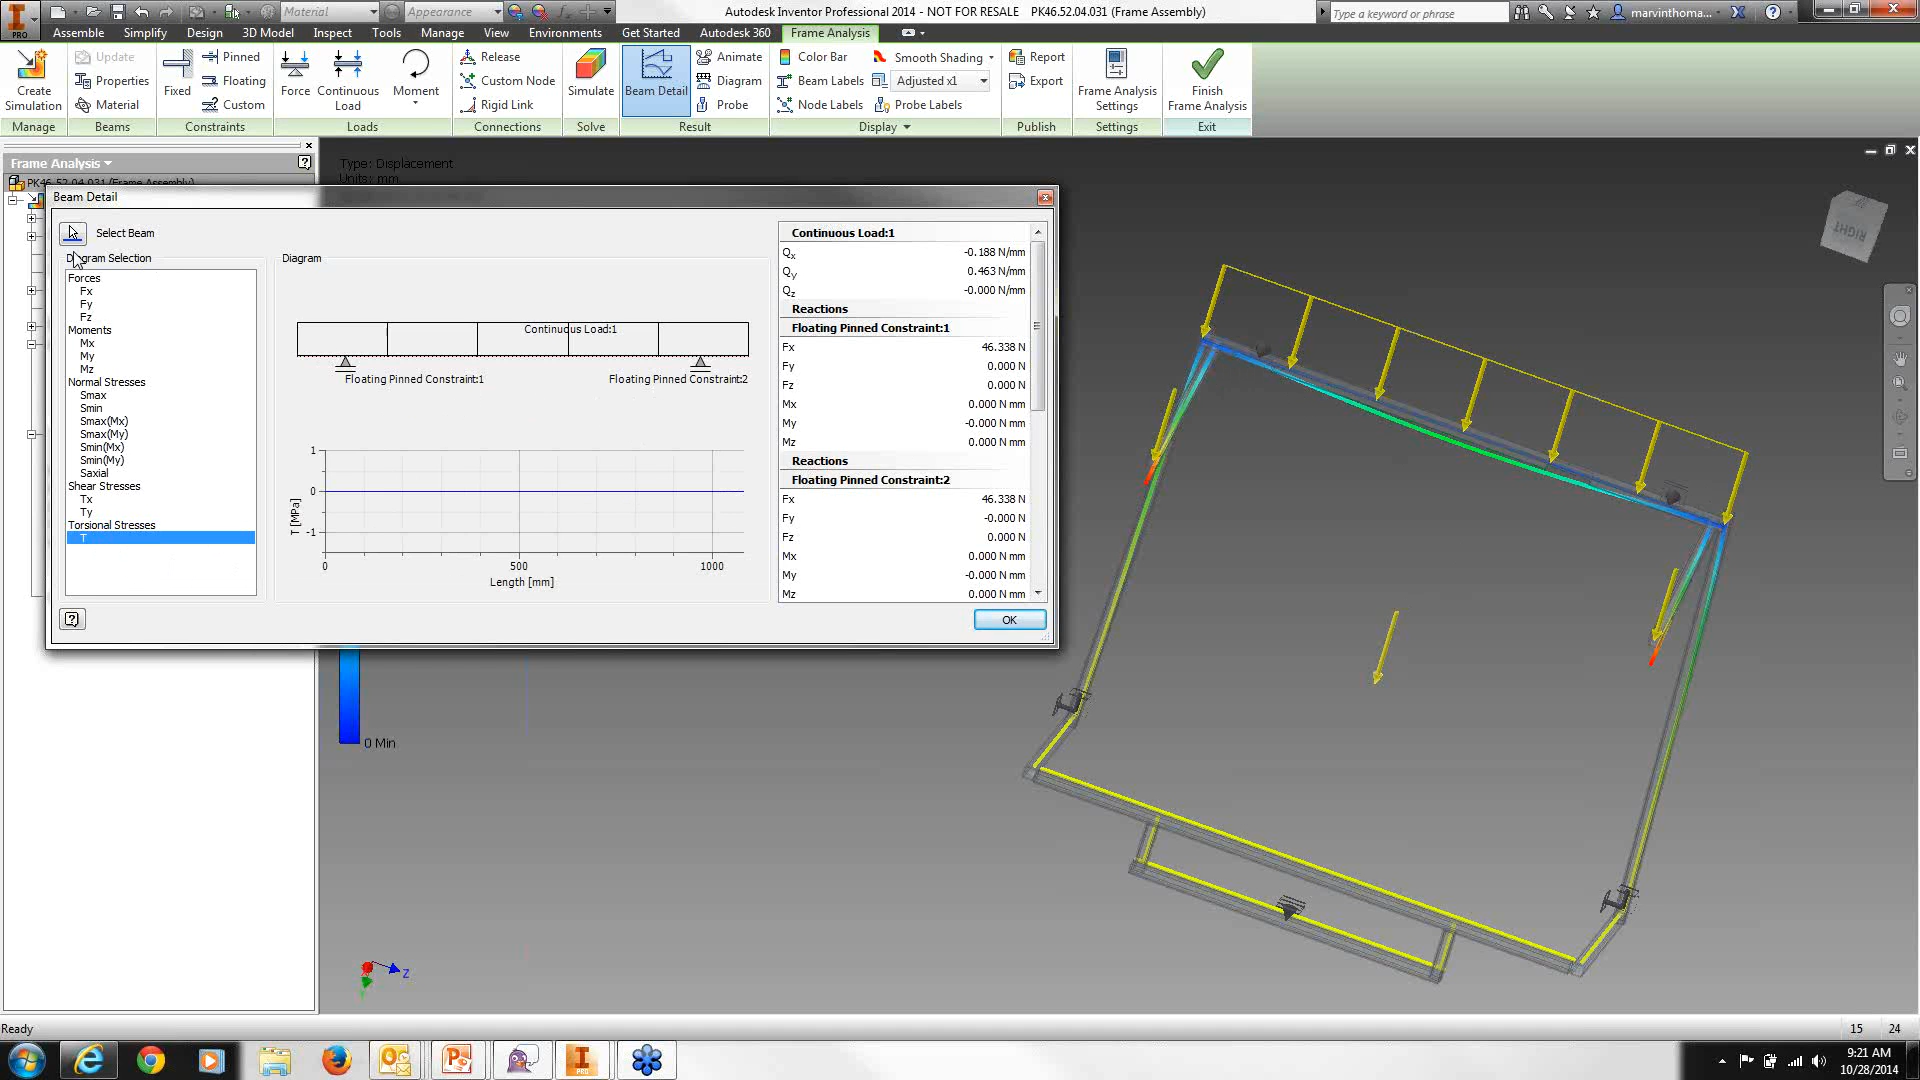 Material
Appearance
Autodesk Inventor Professional 2014 - NOT FOR RESALE PK46.52.04.031 (Frame Assembly)
Type a keyword or phrase
marvinthoma...
PRO
Assemble Simplify Design 3D Model Inspect Tools Manage View Environments Get Started Autodesk 360 Frame Analysis
Create Simulation
Update
Properties
Material
Fixed
Pinned
Floating
Custom
Force
Continuous Load
Moment
Release
Custom Node
Rigid Link
Simulate
Beam Detail
Animate
Diagram
Probe
Color Bar
Beam Labels
Node Labels
Smooth Shading
Adjusted x1
Probe Labels
Report
Export
Frame Analysis Settings
Finish Frame Analysis
Manage Beams Constraints Loads Connections Solve Result Display Publish Settings Exit
Frame Analysis
PK46.52.04.031 (Frame Assembly)
Type: Displacement
Units: mm
RIGHT
Beam Detail
Select Beam
Diagram Selection
Forces
Fx
Fy
Fz
Moments
Mx
My
Mz
Normal Stresses
Smax
Smin
Smax(Mx)
Smax(My)
Smin(Mx)
Smin(My)
Saxial
Shear Stresses
Tx
Ty
Torsional Stresses
T
Diagram
Continuous Load:1
Floating Pinned Constraint:1
Floating Pinned Constraint:2
T [MPa]
1
0
-1
0 500 1000
Length [mm]
Continuous Load:1
Qx -0.188 N/mm
Qy 0.463 N/mm
Qz -0.000 N/mm
Reactions
Floating Pinned Constraint:1
Fx 46.338 N
Fy 0.000 N
Fz 0.000 N
Mx 0.000 N mm
My -0.000 N mm
Mz 0.000 N mm
Reactions
Floating Pinned Constraint:2
Fx 46.338 N
Fy -0.000 N
Fz 0.000 N
Mx 0.000 N mm
My -0.000 N mm
Mz 0.000 N mm
OK
0 Min
Z
Ready
15 24
PRO
9:21 AM
10/28/2014